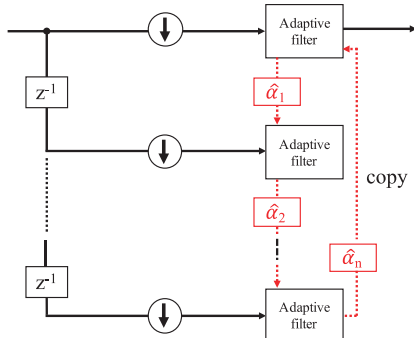 Adaptive
filter
z⁻¹
α̂₁
Adaptive
filter
copy
α̂₂
z⁻¹
α̂ₙ
Adaptive
filter